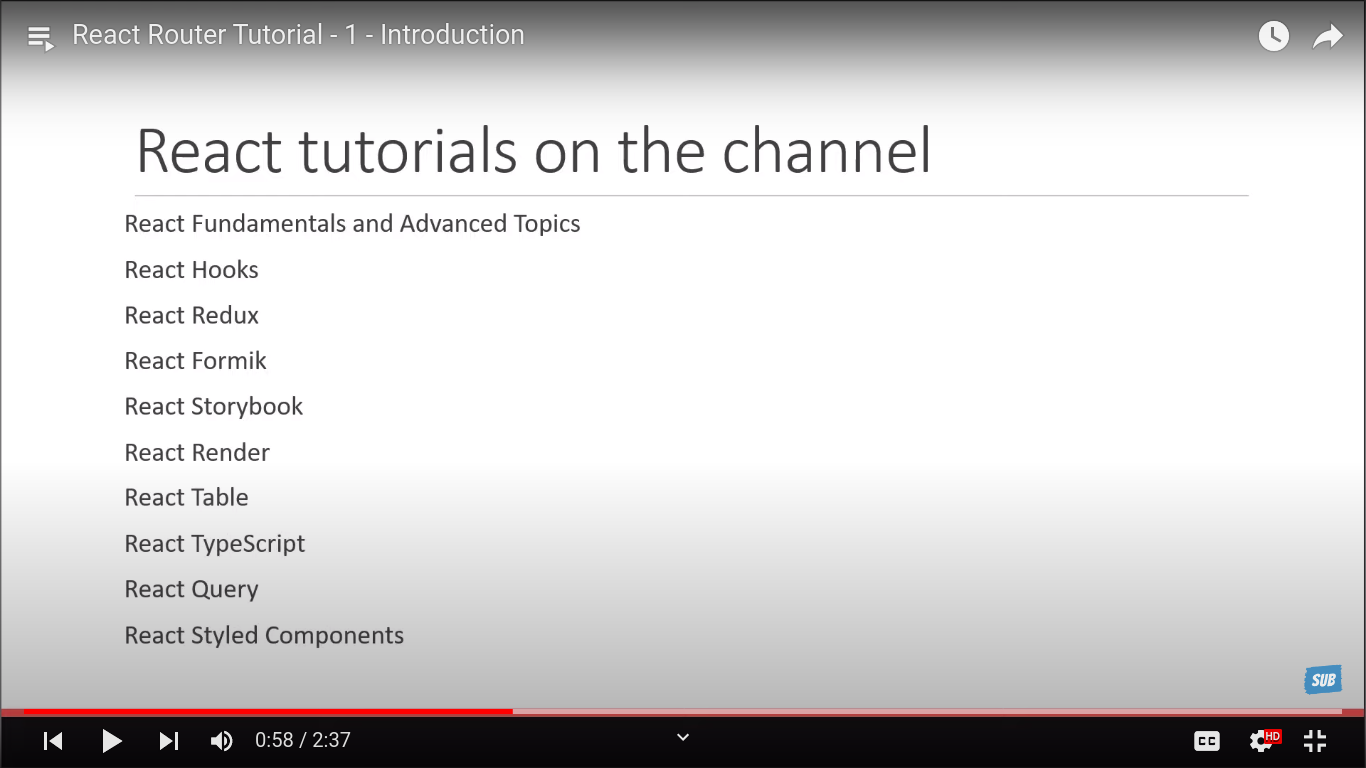 React Router Tutorial - 1 - Introduction
React tutorials on the channel
React Fundamentals and Advanced Topics
React Hooks
React Redux
React Formik
React Storybook
React Render
React Table
React TypeScript
React Query
React Styled Components
SUB
0:58 / 2:37
CC
HD